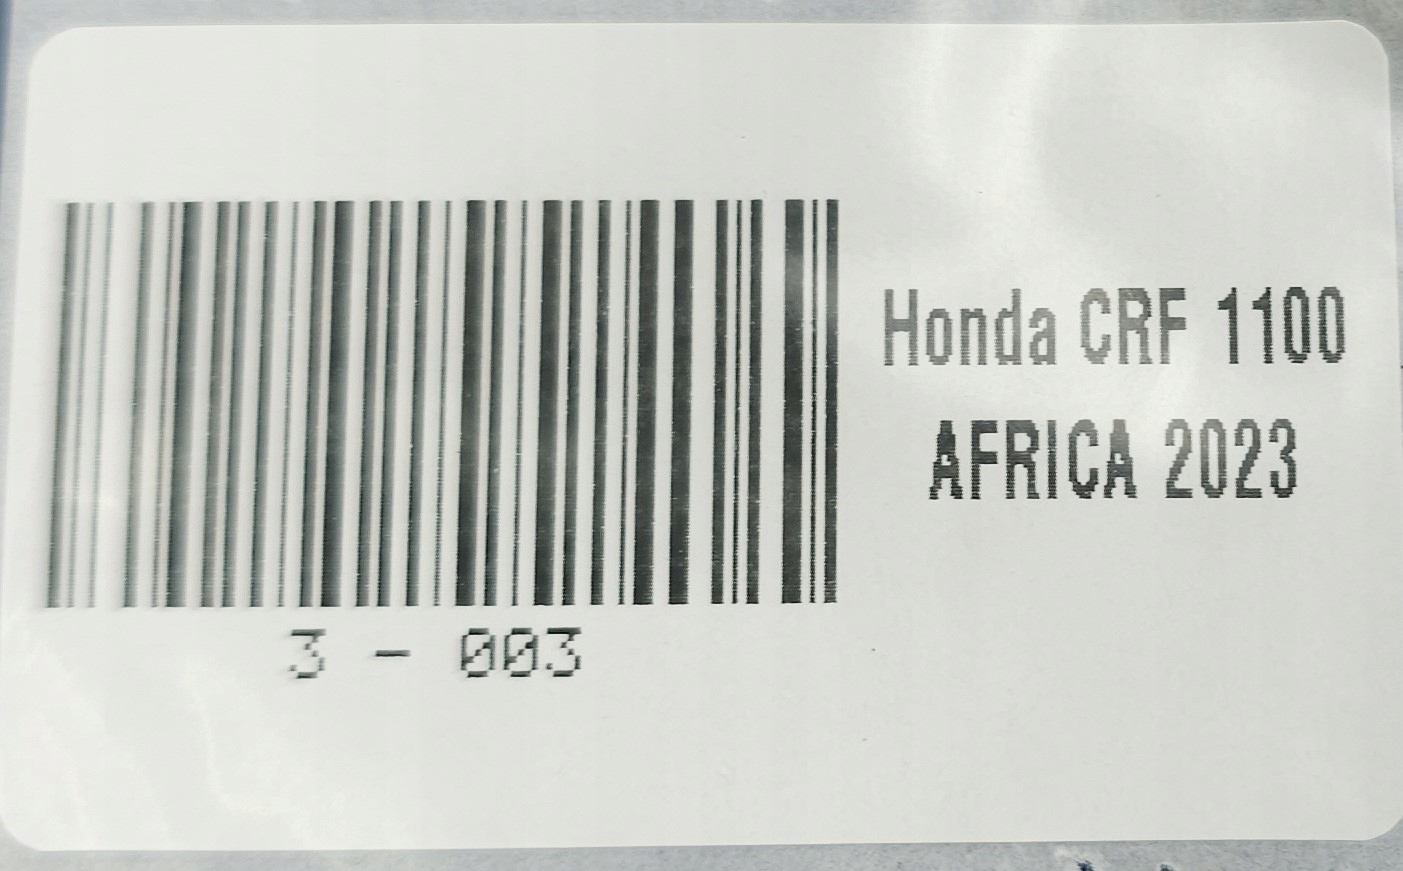 Honda CRF 1100
AFRICA 2023
3 - 003